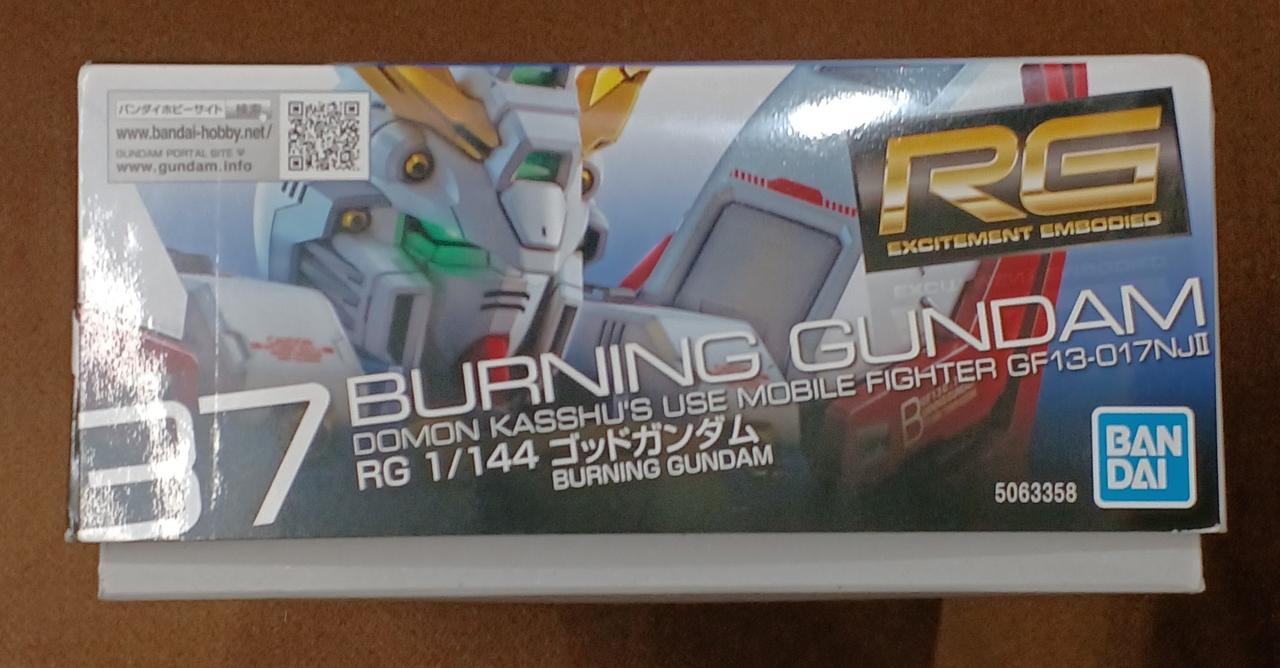 バンダイホビーサイト 検索
www.bandai-hobby.net/
GUNDAM PORTAL SITE
www.gundam.info
RG
EXCITEMENT EMBODIED
37
BURNING GUNDAM
DOMON KASSHU'S USE MOBILE FIGHTER GF13-017NJⅡ
RG 1/144 ゴッドガンダム
BURNING GUNDAM
5063358
BAN
DAI